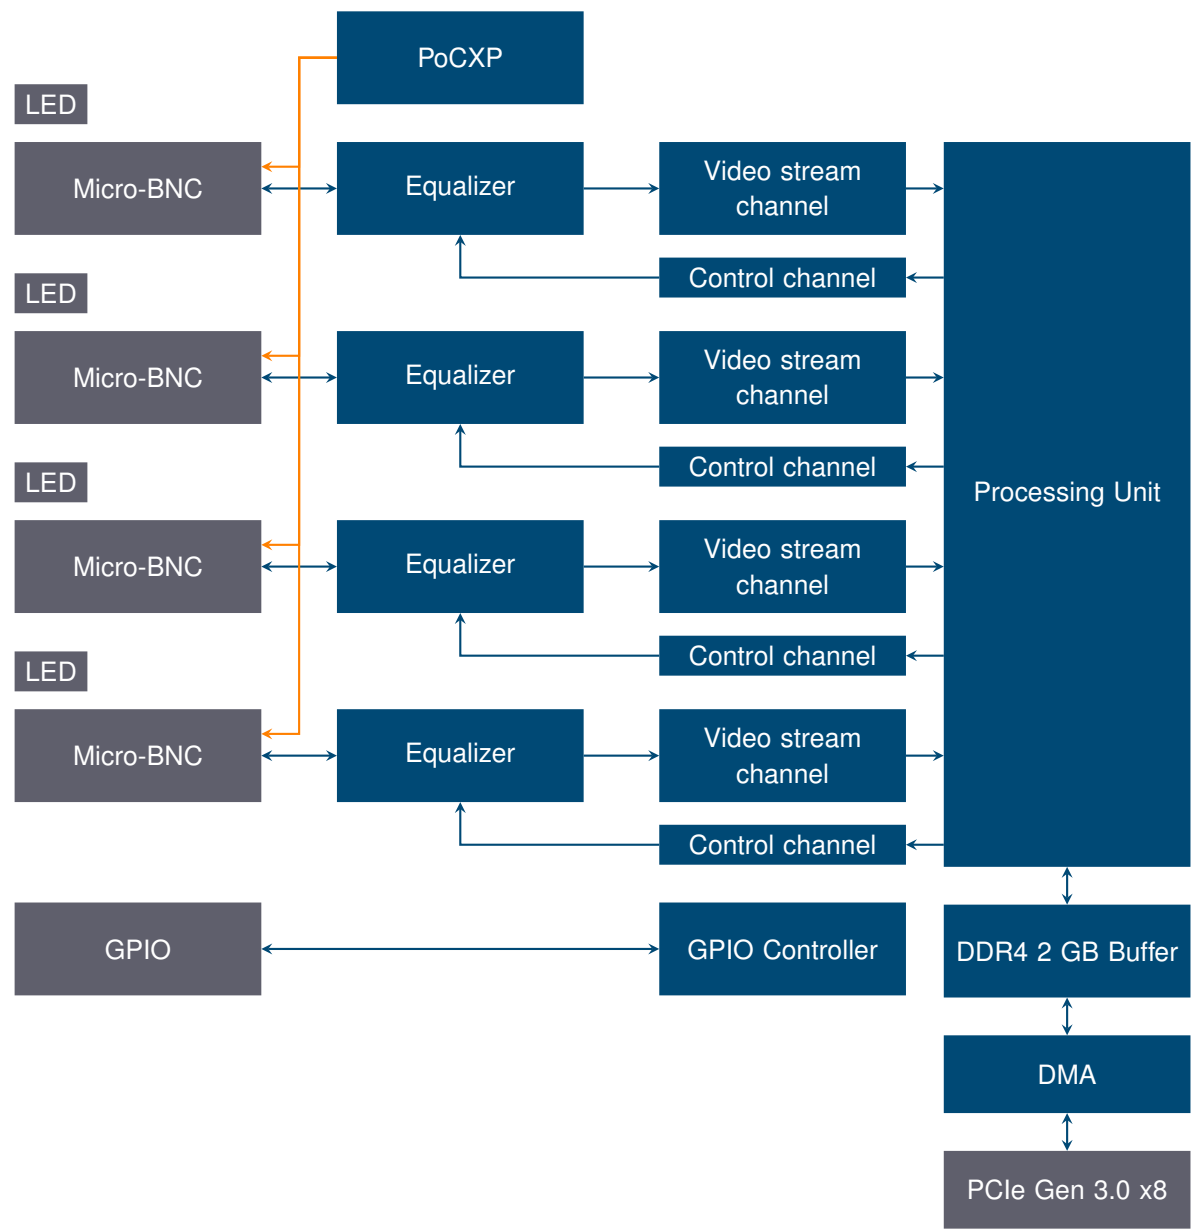 PoCXP
LED
Micro-BNC
Equalizer
Video stream
channel
Control channel
LED
Micro-BNC
Equalizer
Video stream
channel
Control channel
Processing Unit
LED
Micro-BNC
Equalizer
Video stream
channel
Control channel
LED
Micro-BNC
Equalizer
Video stream
channel
Control channel
GPIO
GPIO Controller
DDR4 2 GB Buffer
DMA
PCIe Gen 3.0 x8